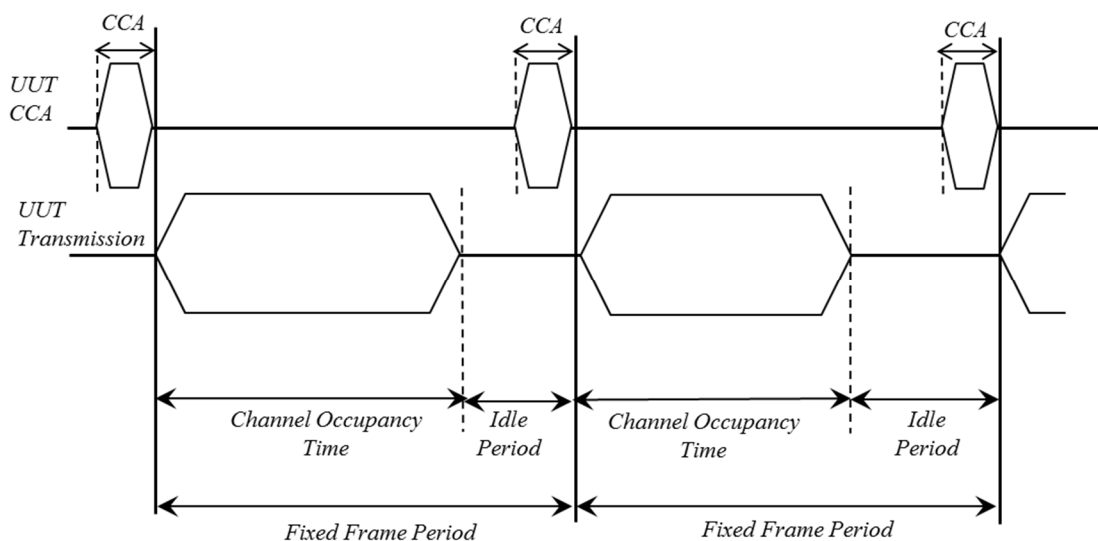 CCA
CCA
CCA
UUT
CCA
UUT
Transmission
Channel Occupancy
Time
Idle
Period
Channel Occupancy
Time
Idle
Period
Fixed Frame Period
Fixed Frame Period